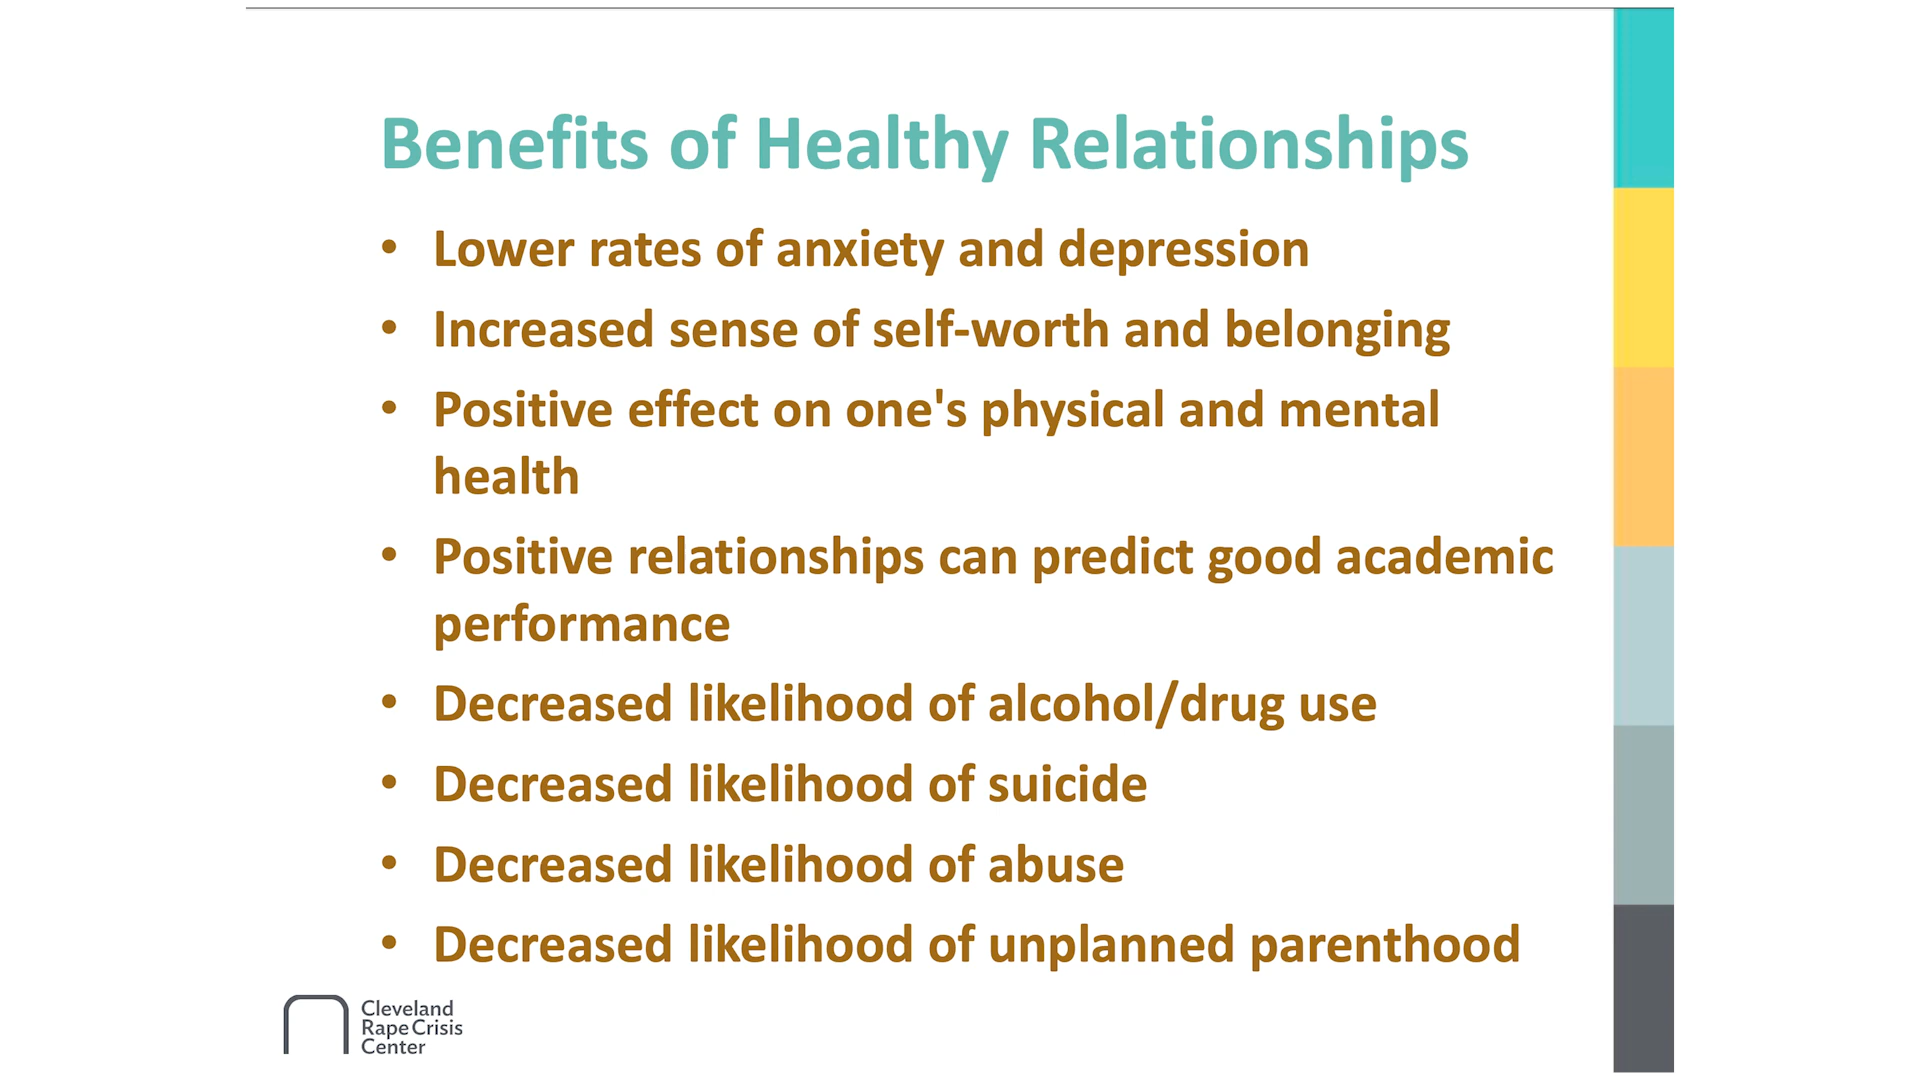 Benefits of Healthy Relationships
• Lower rates of anxiety and depression
• Increased sense of self-worth and belonging
• Positive effect on one's physical and mental
health
• Positive relationships can predict good academic
performance
• Decreased likelihood of alcohol/drug use
• Decreased likelihood of suicide
• Decreased likelihood of abuse
• Decreased likelihood of unplanned parenthood
Cleveland
Rape Crisis
Center